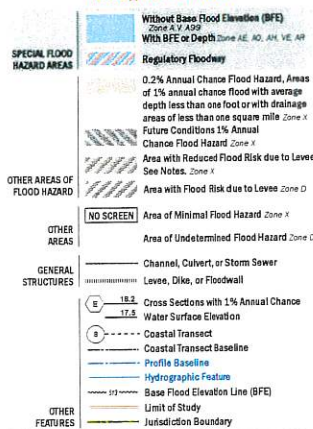 Without Base Flood Elevation (BFE)
Zone A, V, A99
With BFE or Depth Zone AE, AO, AH, VE, AR
SPECIAL FLOOD
HAZARD AREAS
Regulatory Floodway
0.2% Annual Chance Flood Hazard, Areas
of 1% annual chance flood with average
depth less than one foot or with drainage
areas of less than one square mile Zone X
Future Conditions 1% Annual
Chance Flood Hazard Zone X
Area with Reduced Flood Risk due to Levee
See Notes. Zone X
OTHER AREAS OF
FLOOD HAZARD
Area with Flood Risk due to Levee Zone D
NO SCREEN Area of Minimal Flood Hazard Zone X
OTHER
AREAS
Area of Undetermined Flood Hazard Zone
GENERAL
STRUCTURES
Channel, Culvert, or Storm Sewer
Levee, Dike, or Floodwall
E 18.2 Cross Sections with 1% Annual Chance
17.5 Water Surface Elevation
8 Coastal Transect
Coastal Transect Baseline
Profile Baseline
Hydrographic Feature
513 Base Flood Elevation Line (BFE)
OTHER
FEATURES
Limit of Study
Jurisdiction Boundary